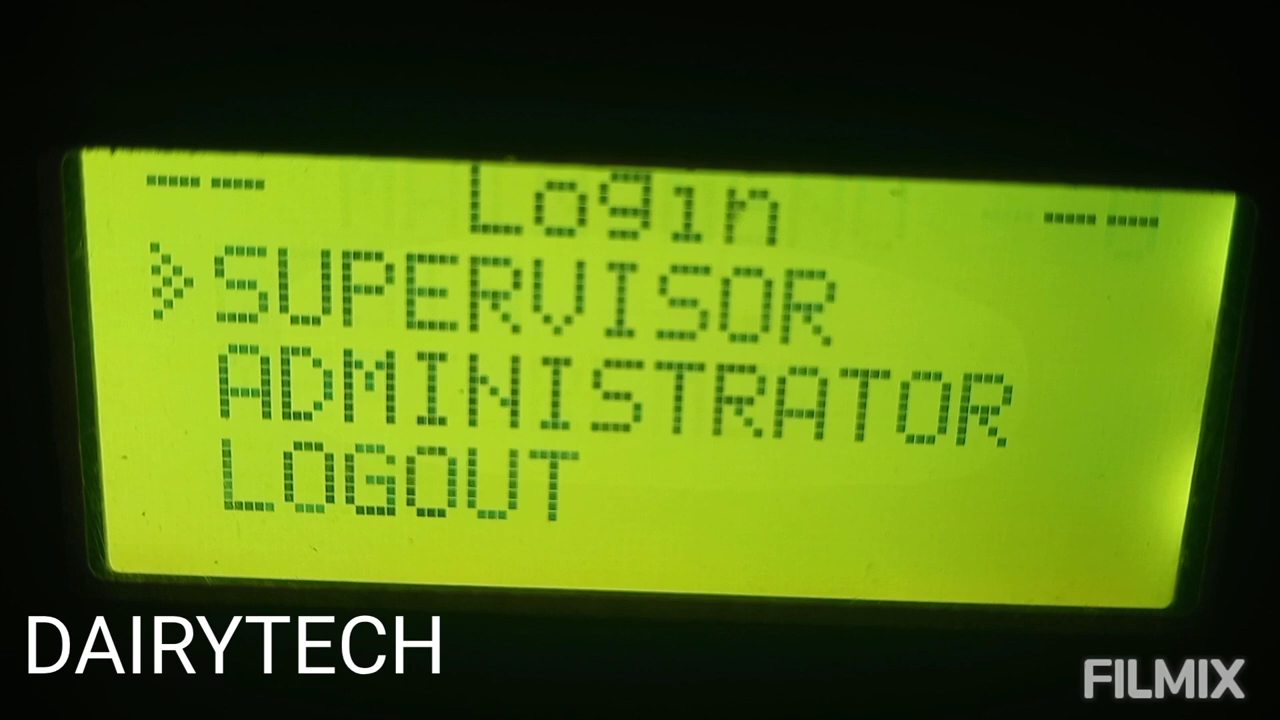 -- Login --
SUPERVISOR
ADMINISTRATOR
LOGOUT
DAIRYTECH
FILMIX